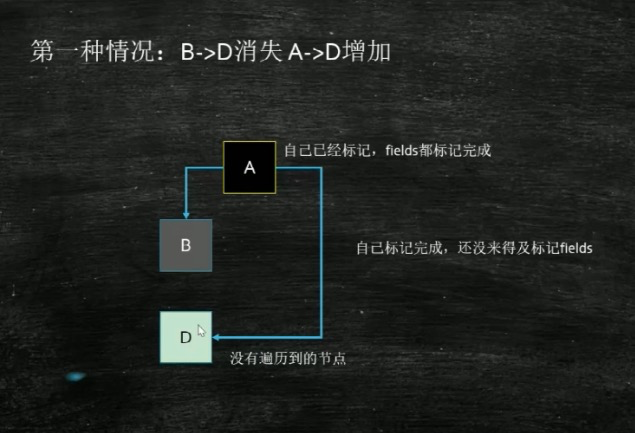 第一种情况：B->D消失 A->D增加
A
自己已经标记，fields都标记完成
B
自己标记完成，还没来得及标记fields
D
没有遍历到的节点